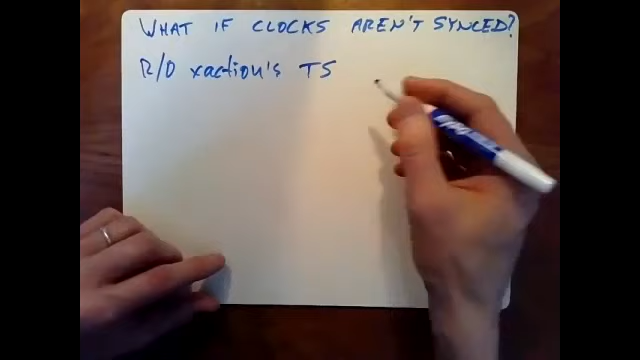 WHAT IF CLOCKS AREN'T SYNCED?
R/O xaction's TS